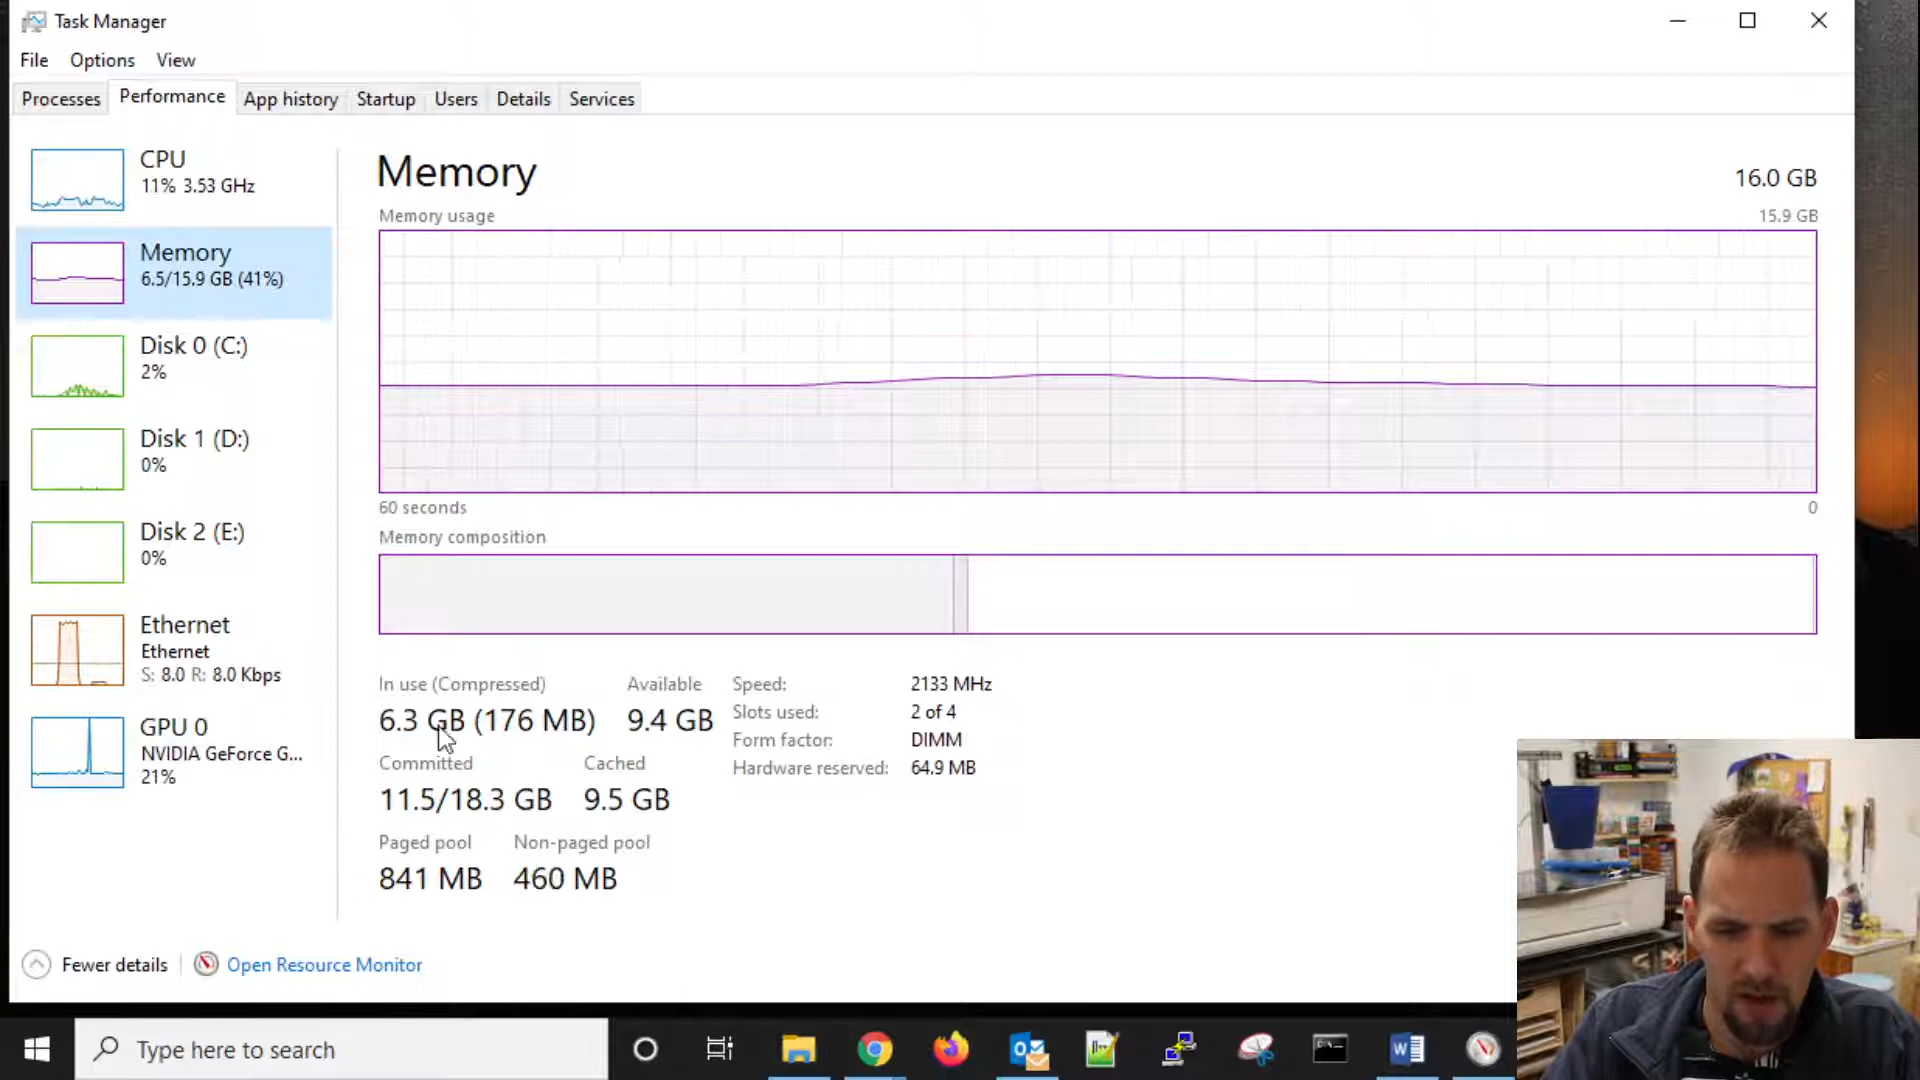 Task Manager
File Options View
Processes Performance App history Startup Users Details Services
CPU
11% 3.53 GHz
Memory
6.5/15.9 GB (41%)
Disk 0 (C:)
2%
Disk 1 (D:)
0%
Disk 2 (E:)
0%
Ethernet
Ethernet
S: 8.0 R: 8.0 Kbps
GPU 0
NVIDIA GeForce G...
21%
Memory 16.0 GB
Memory usage 15.9 GB
60 seconds 0
Memory composition
In use (Compressed) Available
6.3 GB (176 MB) 9.4 GB
Committed Cached
11.5/18.3 GB 9.5 GB
Paged pool Non-paged pool
841 MB 460 MB
Speed: 2133 MHz
Slots used: 2 of 4
Form factor: DIMM
Hardware reserved: 64.9 MB
Fewer details Open Resource Monitor
Type here to search